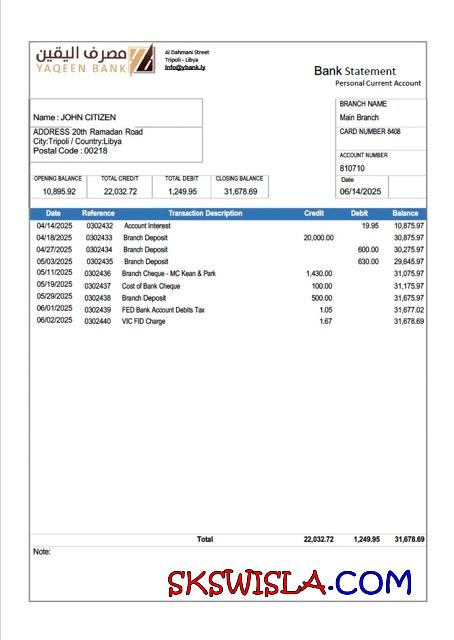 مصرف اليقين
YAQEEN BANK
Al Dahmani Street
Tripoli - Libya
info@ybank.ly
Bank Statement
Personal Current Account
Name : JOHN CITIZEN
ADDRESS 20th Ramadan Road
City:Tripoli / Country:Libya
Postal Code : 00218
BRANCH NAME
Main Branch
CARD NUMBER 8408
ACCOUNT NUMBER
810710
OPENING BALANCE TOTAL CREDIT TOTAL DEBIT CLOSING BALANCE Date
10,895.92 22,032.72 1,249.95 31,678.69 06/14/2025
Date Reference Transaction Description Credit Debit Balance
04/14/2025 0302432 Account Interest 19.95 10,875.97
04/18/2025 0302433 Branch Deposit 20,000.00 30,875.97
04/27/2025 0302434 Branch Deposit 600.00 30,275.97
05/03/2025 0302435 Branch Deposit 630.00 29,645.97
05/11/2025 0302436 Branch Cheque - MC Kean & Park 1,430.00 31,075.97
05/19/2025 0302437 Cost of Bank Cheque 100.00 31,175.97
05/29/2025 0302438 Branch Deposit 500.00 31,675.97
06/01/2025 0302439 FED Bank Account Debits Tax 1.05 31,677.02
06/02/2025 0302440 VIC FID Charge 1.67 31,678.69
Total 22,032.72 1,249.95 31,678.69
Note:
SKSWISLA.COM